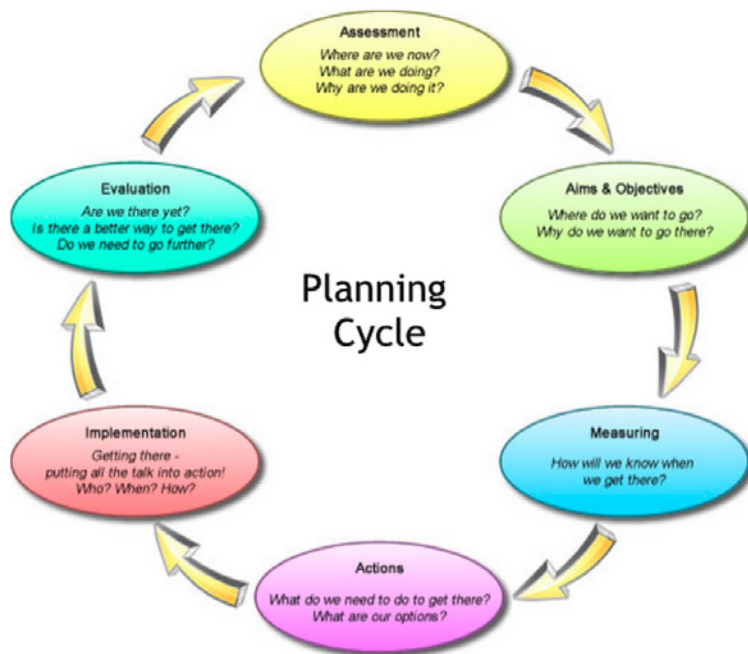 Assessment
Where are we now?
What are we doing?
Why are we doing it?
Aims & Objectives
Where do we want to go?
Why do we want to go there?
Measuring
How will we know when
we get there?
Actions
What do we need to do to get there?
What are our options?
Implementation
Getting there -
putting all the talk into action!
Who? When? How?
Evaluation
Are we there yet?
Is there a better way to get there?
Do we need to go further?
Planning
Cycle